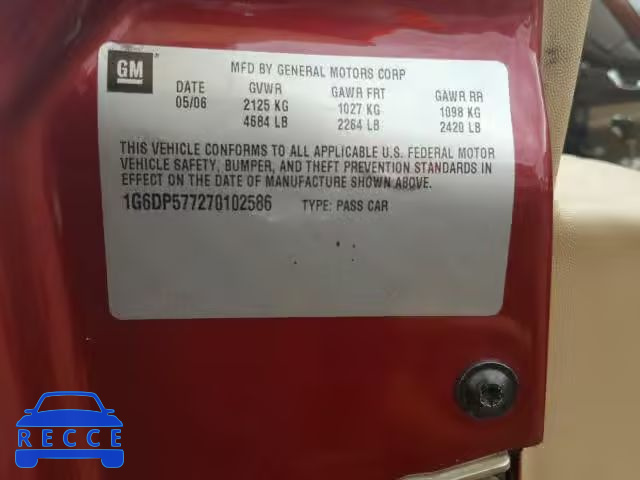 GM
MFD BY GENERAL MOTORS CORP
DATE GVWR GAWR FRT GAWR RR
05/06 2125 KG 1027 KG 1098 KG
4684 LB 2264 LB 2420 LB
THIS VEHICLE CONFORMS TO ALL APPLICABLE U.S. FEDERAL MOTOR
VEHICLE SAFETY, BUMPER, AND THEFT PREVENTION STANDARDS IN
EFFECT ON THE DATE OF MANUFACTURE SHOWN ABOVE.
1G6DP577270102586 TYPE: PASS CAR
RECCE